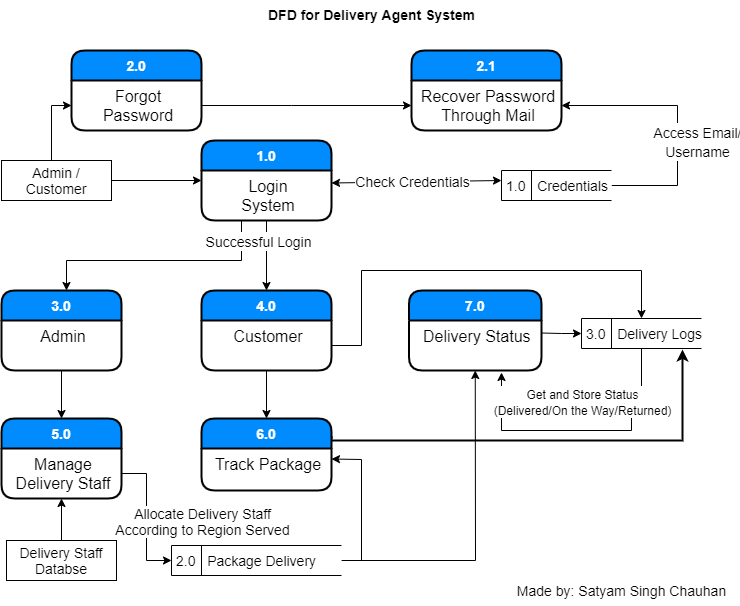 DFD for Delivery Agent System
2.0
Forgot
Password
2.1
Recover Password
Through Mail
Access Email/
Username
Admin /
Customer
1.0
Login
System
Check Credentials
1.0 Credentials
Successful Login
3.0
Admin
4.0
Customer
7.0
Delivery Status
3.0 Delivery Logs
Get and Store Status
(Delivered/On the Way/Returned)
5.0
Manage
Delivery Staff
6.0
Track Package
Allocate Delivery Staff
According to Region Served
Delivery Staff
Databse
2.0 Package Delivery
Made by: Satyam Singh Chauhan